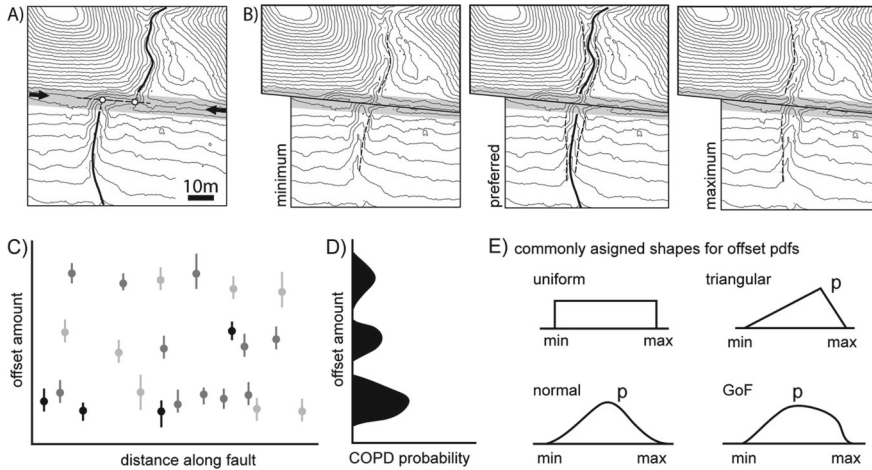 A)
B)
10m
minimum
preferred
maximum
C)
offset amount
distance along fault
D)
offset amount
COPD probability
E) commonly asigned shapes for offset pdfs
uniform
min max
triangular
p
min max
normal
p
min max
GoF
p
min max